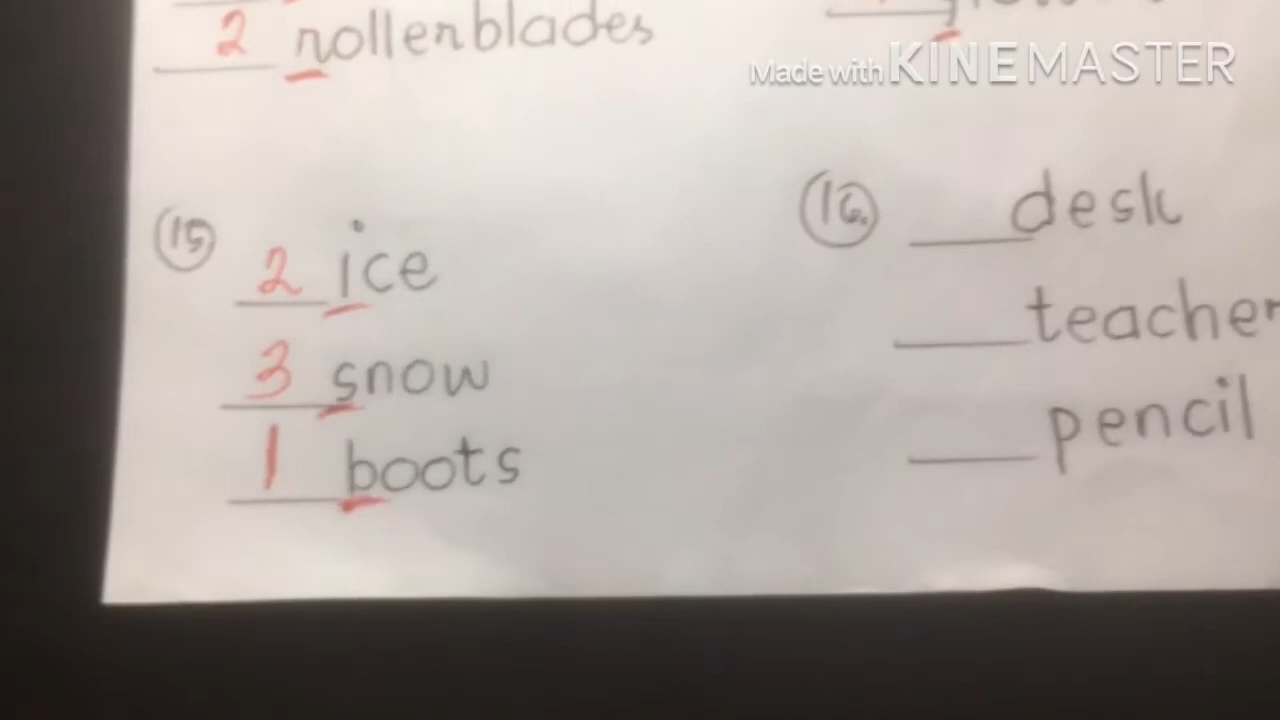 2 rollerblades
Made with KINEMASTER
15
2 ice
3 snow
1 boots
16.
desk
teacher
pencil